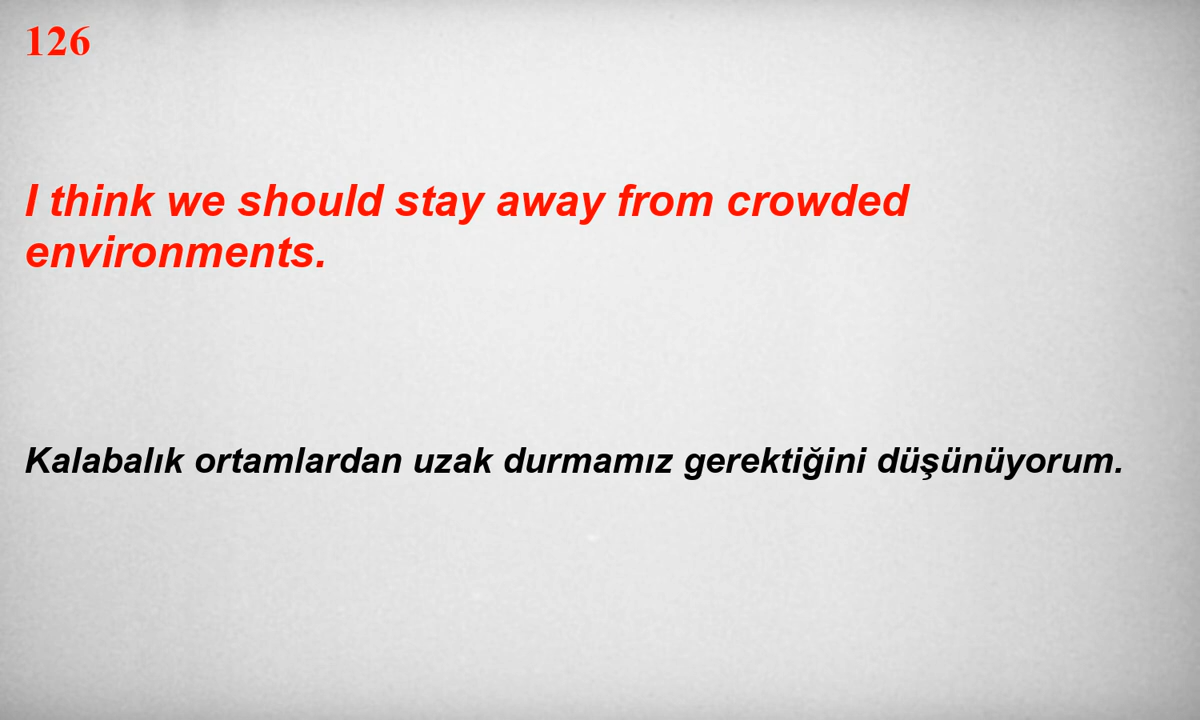 126
I think we should stay away from crowded
environments.
Kalabalık ortamlardan uzak durmamız gerektiğini düşünüyorum.